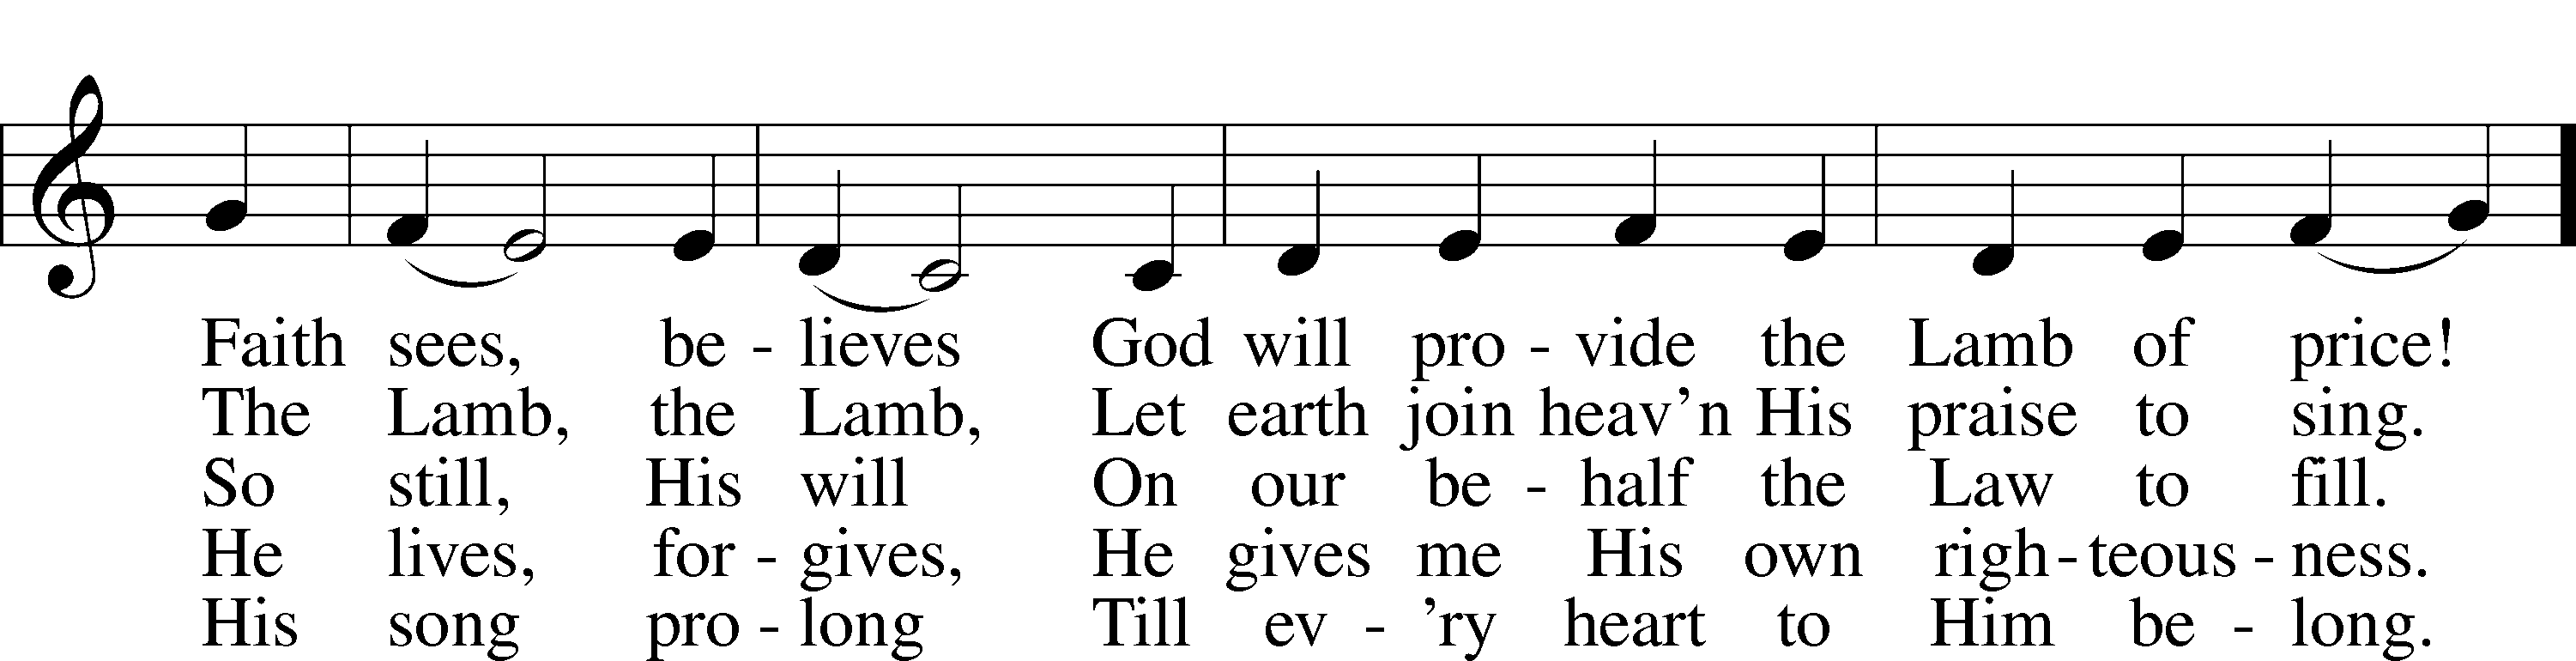 Faith sees, be - lieves God will pro - vide the Lamb of price!
The Lamb, the Lamb, Let earth join heav'n His praise to sing.
So still, His will On our be - half the Law to fill.
He lives, for - gives, He gives me His own righ - teous - ness.
His song pro - long Till ev - 'ry heart to Him be - long.